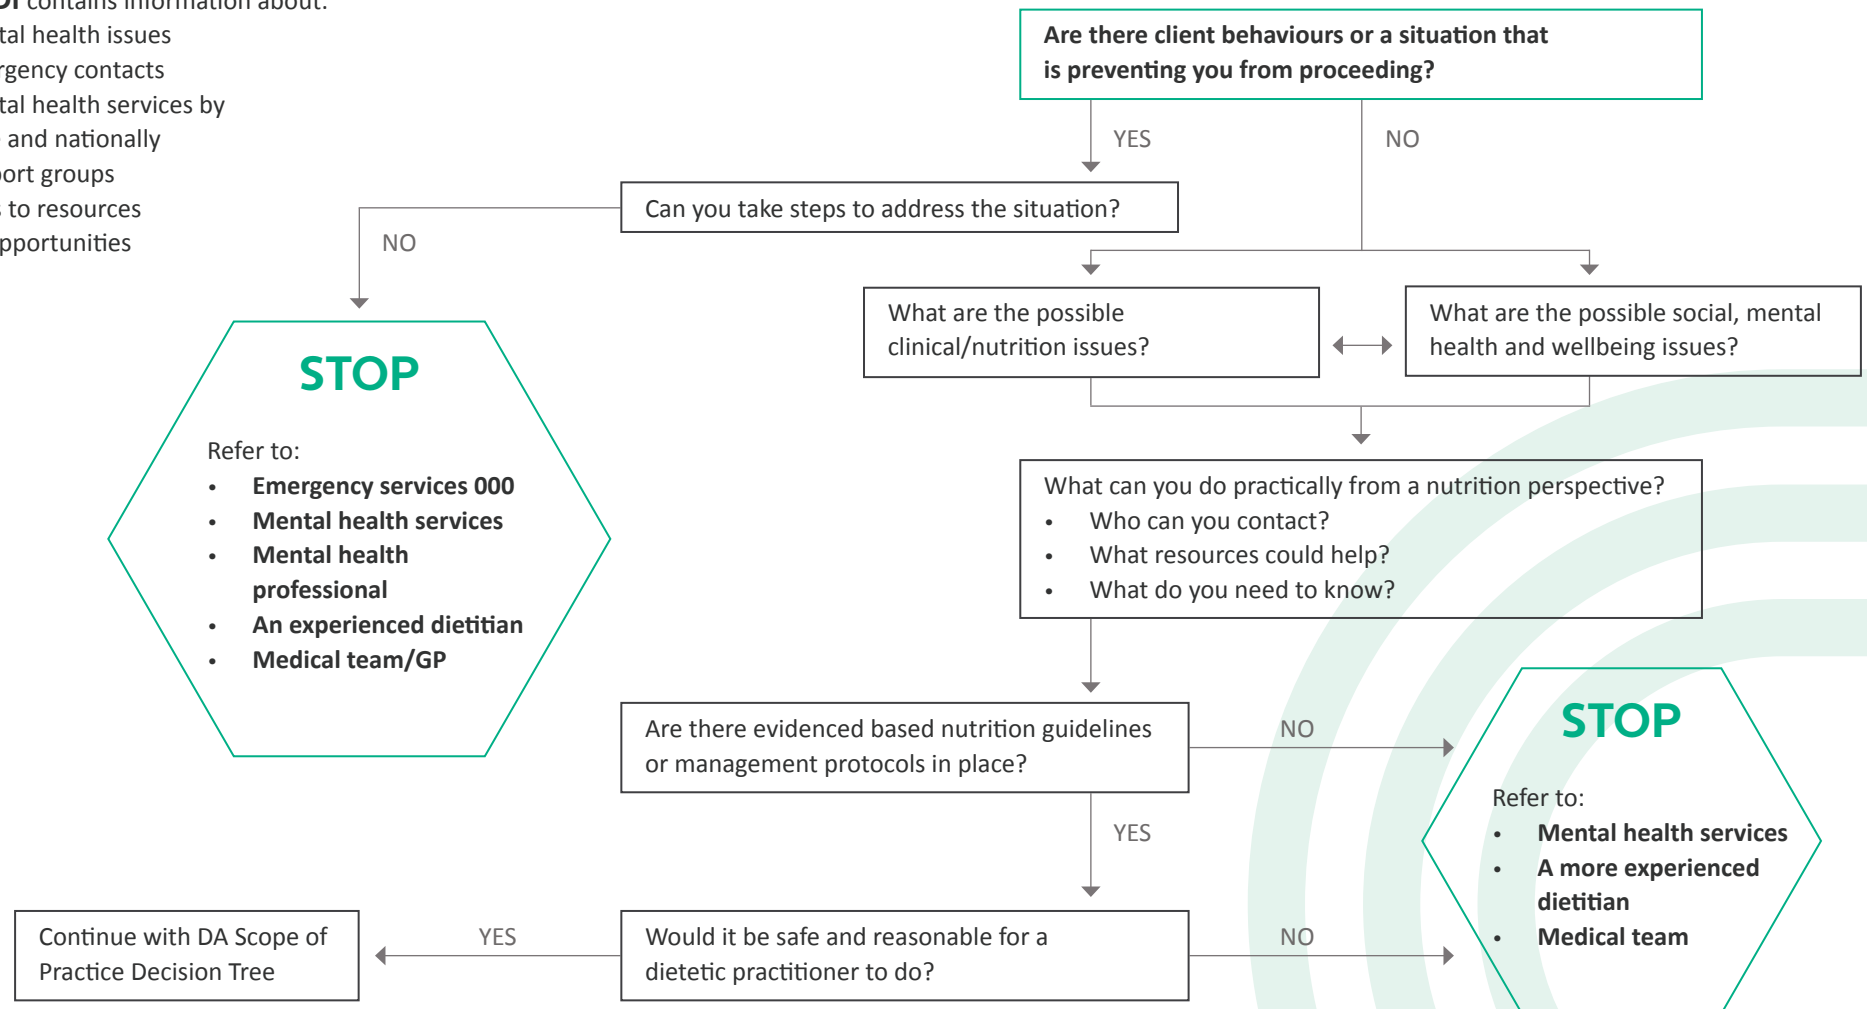 contains information about:
health issues
contacts
health services by
and nationally
groups
to resources
Are there client behaviours or a situation that
is preventing you from proceeding?
YES
NO
Can you take steps to address the situation?
NO
What are the possible
clinical/nutrition issues?
What are the possible social, mental
health and wellbeing issues?
STOP
Refer to:
• Emergency services 000
• Mental health services
• Mental health
professional
• An experienced dietitian
• Medical team/GP
What can you do practically from a nutrition perspective?
• Who can you contact?
• What resources could help?
• What do you need to know?
Are there evidenced based nutrition guidelines
or management protocols in place?
NO
YES
STOP
Refer to:
• Mental health services
• A more experienced
dietitian
• Medical team
Would it be safe and reasonable for a
dietetic practitioner to do?
YES
NO
Continue with DA Scope of
Practice Decision Tree